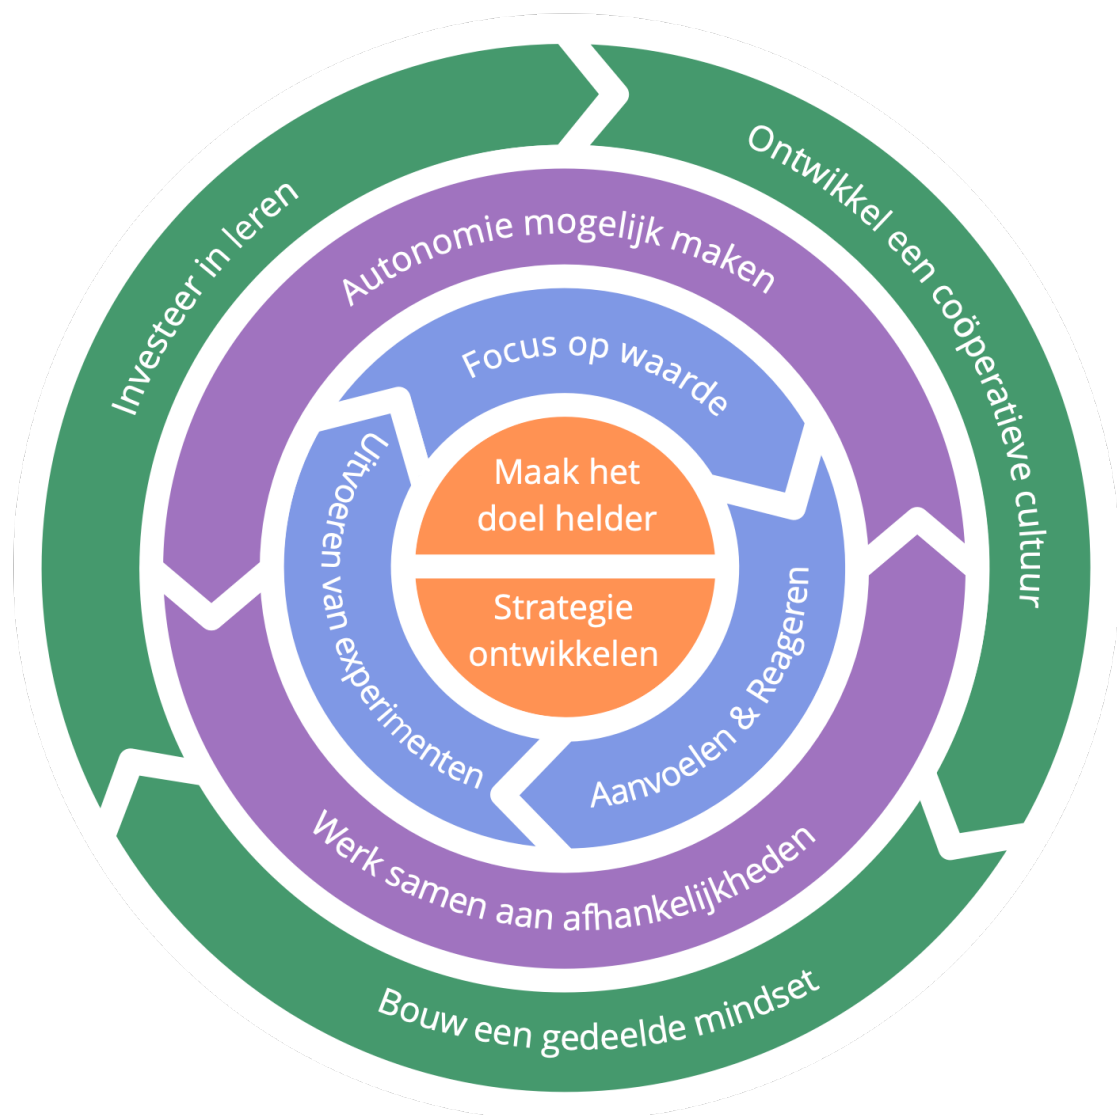 Investeer in leren
Ontwikkel een coöperatieve cultuur
Autonomie mogelijk maken
Focus op waarde
Uitvoeren van experimenten
Maak het
doel helder
Strategie
ontwikkelen
Aanvoelen & Reageren
Werk samen aan afhankelijkheden
Bouw een gedeelde mindset